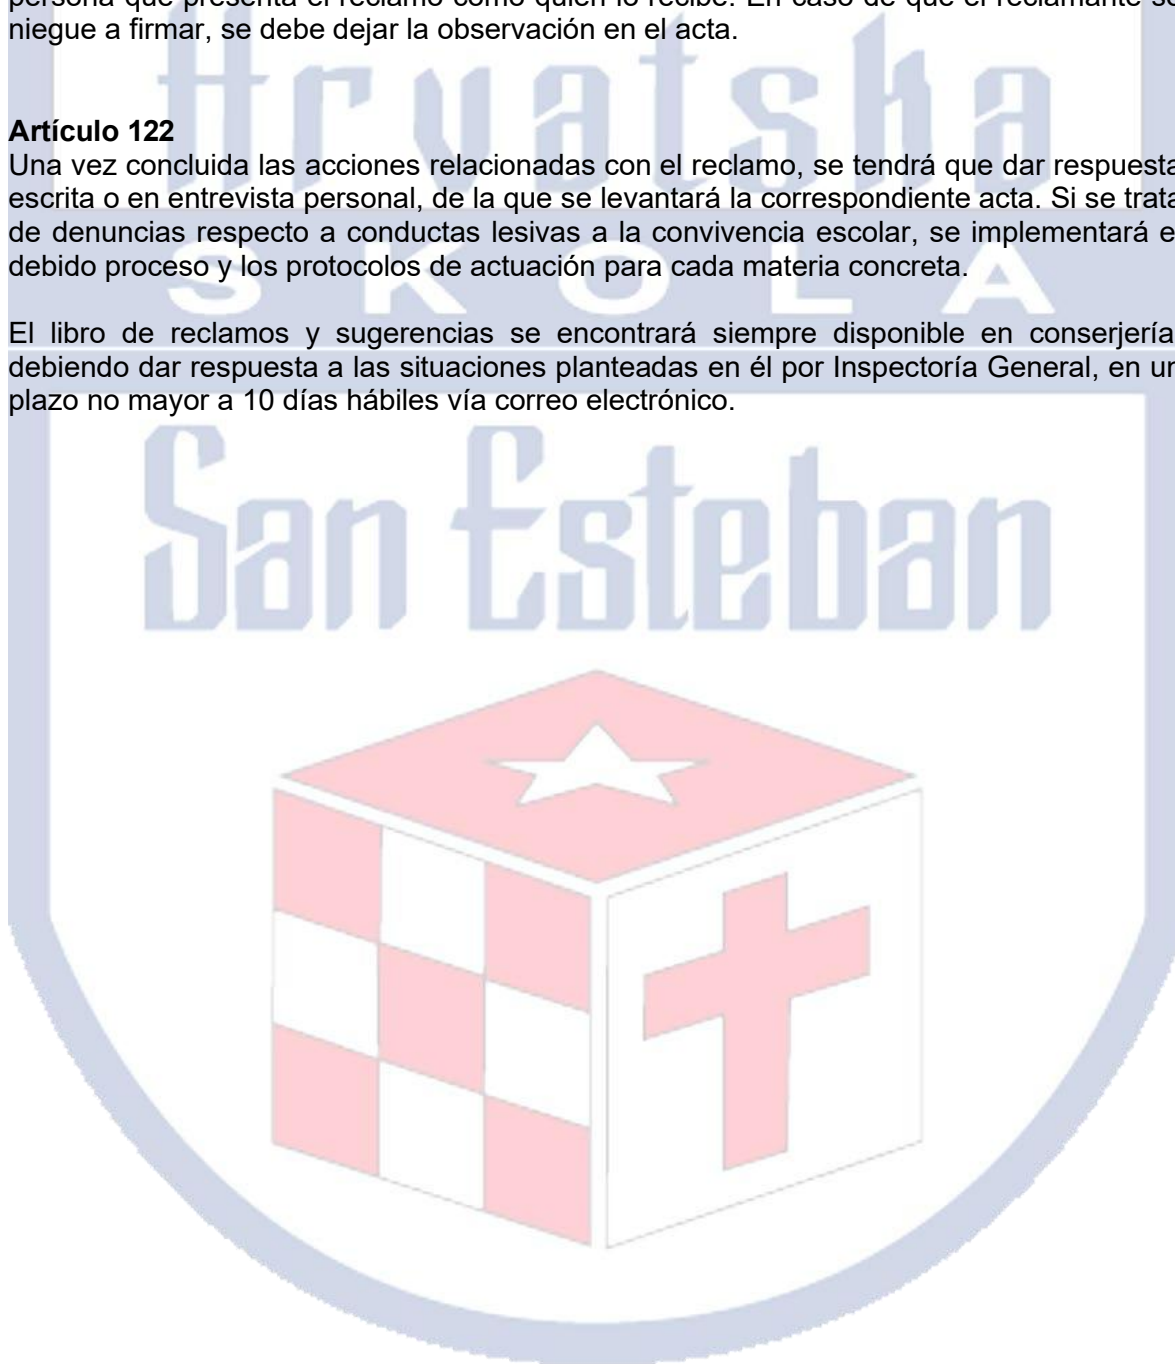 persona que presenta el reclamo como quien lo recibe. En caso de que el reclamante se
niegue a firmar, se debe dejar la observación en el acta.
Hrvatska
Artículo 122
Una vez concluida las acciones relacionadas con el reclamo, se tendrá que dar respuesta
escrita o en entrevista personal, de la que se levantará la correspondiente acta. Si se trata
de denuncias respecto a conductas lesivas a la convivencia escolar, se implementará e
debido proceso y los protocolos de actuación para cada materia concreta.
SKOLA
El libro de reclamos y sugerencias se encontrará siempre disponible en conserjería
debiendo dar respuesta a las situaciones planteadas en él por Inspectoría General, en un
plazo no mayor a 10 días hábiles vía correo electrónico.
San Esteban